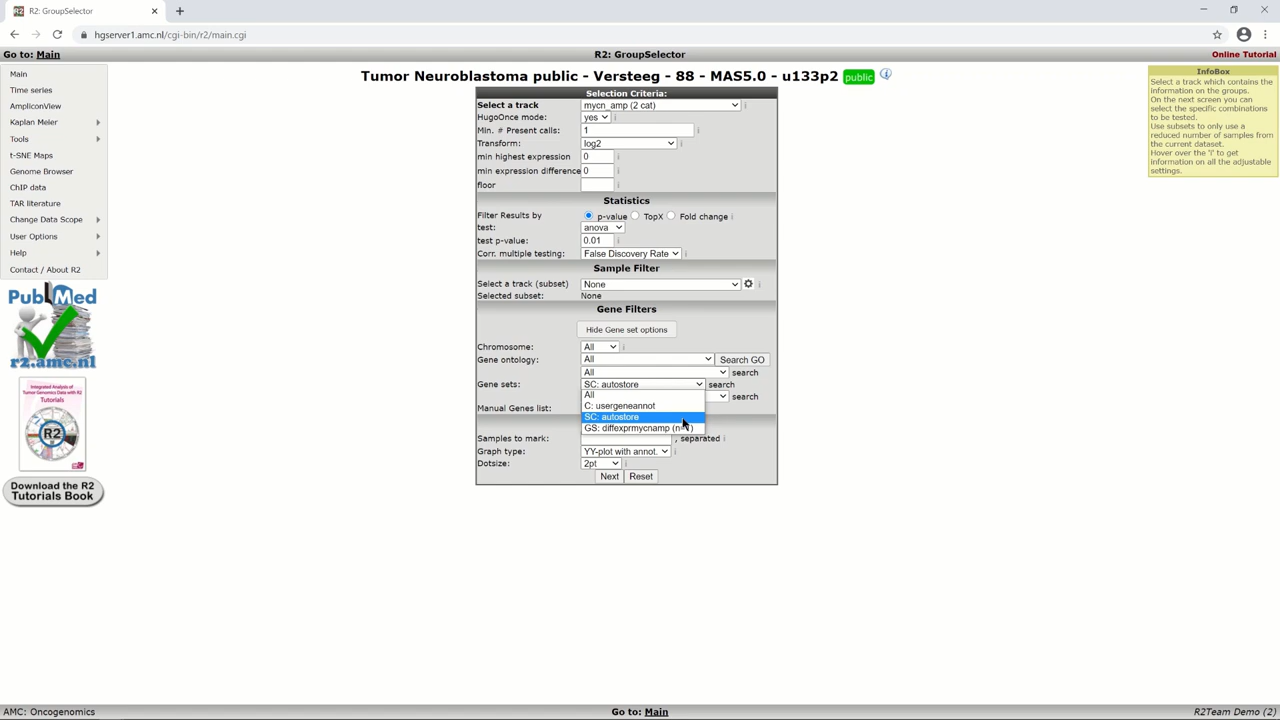 R2: GroupSelector
hgserver1.amc.nl/cgi-bin/r2/main.cgi
Go to: Main
R2: GroupSelector
Online Tutorial
Main
Time series
AmpliconView
Kaplan Meier
Tools
t-SNE Maps
Genome Browser
ChIP data
TAR literature
Change Data Scope
User Options
Help
Contact / About R2
PubMed
r2.amc.nl
Integrated Analysis of
Tumor Genomics Data with R2
Tutorials
R2
Download the R2
Tutorials Book
Tumor Neuroblastoma public - Versteeg - 88 - MAS5.0 - u133p2 public
Selection Criteria:
Select a track mycn_amp (2 cat)
HugoOnce mode: yes
Min. # Present calls: 1
Transform: log2
min highest expression 0
min expression difference 0
floor
Statistics
Filter Results by p-value TopX Fold change
test: anova
test p-value: 0.01
Corr. multiple testing: False Discovery Rate
Sample Filter
Select a track (subset) None
Selected subset: None
Gene Filters
Hide Gene set options
Chromosome: All
Gene ontology: All Search GO
All search
Gene sets: SC: autostore search
All
C: usergeneannot search
SC: autostore
Manual Genes list:
GS: diffexprmycnamp
Samples to mark: , separated
Graph type: YY-plot with annot.
Dotsize: 2pt
Next Reset
InfoBox
Select a track which contains the
information on the groups.
On the next screen you can
select the specific combinations
to be tested.
Use subsets to only use a
reduced number of samples from
the current dataset.
Hover over the 'i' to get
information on all the adjustable
settings.
AMC: Oncogenomics
Go to: Main
R2Team Demo (2)